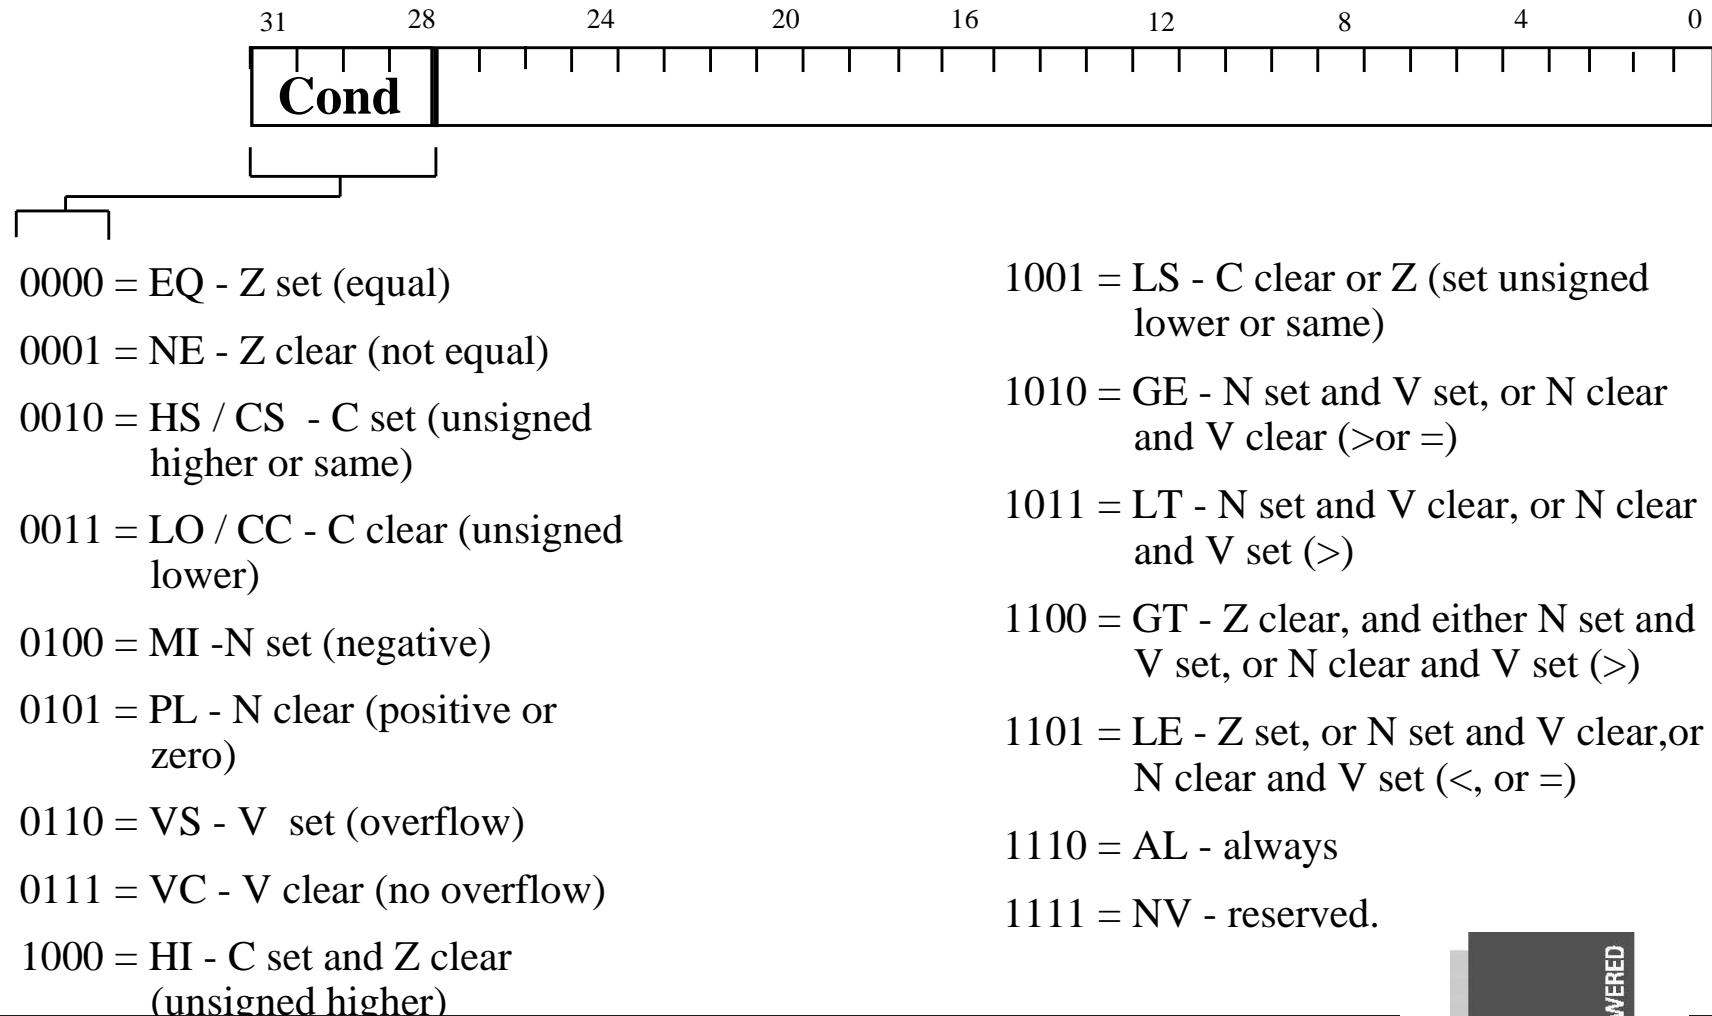 31 28 24 20 16 12 8 4 0
Cond
0000 = EQ - Z set (equal)
0001 = NE - Z clear (not equal)
0010 = HS / CS - C set (unsigned
higher or same)
0011 = LO / CC - C clear (unsigned
lower)
0100 = MI -N set (negative)
0101 = PL - N clear (positive or
zero)
0110 = VS - V set (overflow)
0111 = VC - V clear (no overflow)
1000 = HI - C set and Z clear
(unsigned higher)
1001 = LS - C clear or Z (set unsigned
lower or same)
1010 = GE - N set and V set, or N clear
and V clear (>or =)
1011 = LT - N set and V clear, or N clear
and V set (>)
1100 = GT - Z clear, and either N set and
V set, or N clear and V set (>)
1101 = LE - Z set, or N set and V clear,or
N clear and V set (<, or =)
1110 = AL - always
1111 = NV - reserved.